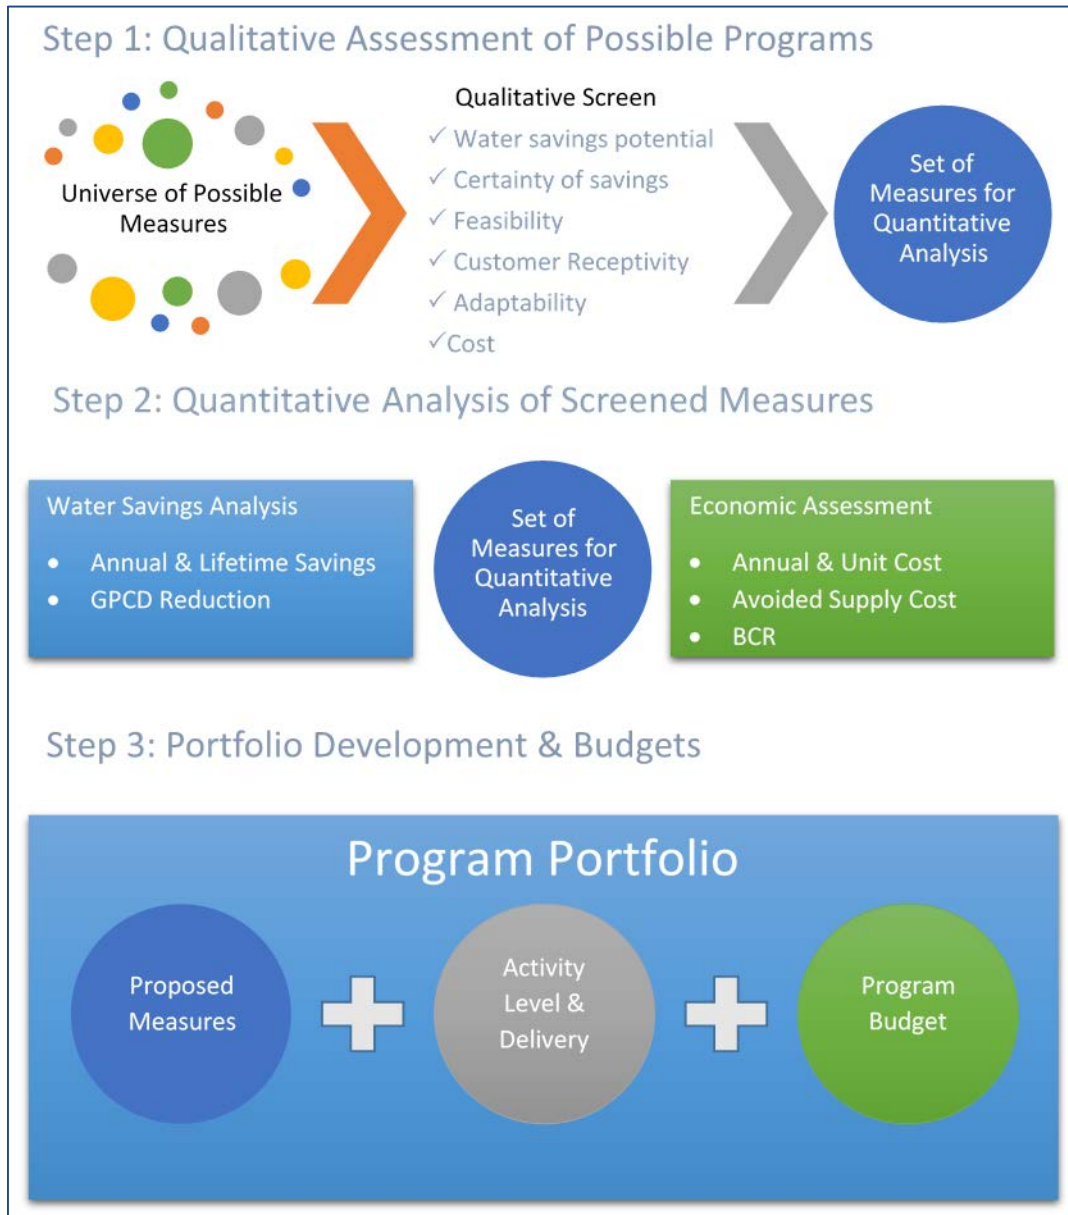 Step 1: Qualitative Assessment of Possible Programs
Universe of Possible
Measures
Qualitative Screen
✓ Water savings potential
✓ Certainty of savings
✓ Feasibility
✓ Customer Receptivity
✓ Adaptability
✓Cost
Set of
Measures for
Quantitative
Analysis
Step 2: Quantitative Analysis of Screened Measures
Water Savings Analysis
• Annual & Lifetime Savings
• GPCD Reduction
Set of
Measures for
Quantitative
Analysis
Economic Assessment
• Annual & Unit Cost
• Avoided Supply Cost
• BCR
Step 3: Portfolio Development & Budgets
Program Portfolio
Proposed
Measures
Activity
Level &
Delivery
Program
Budget